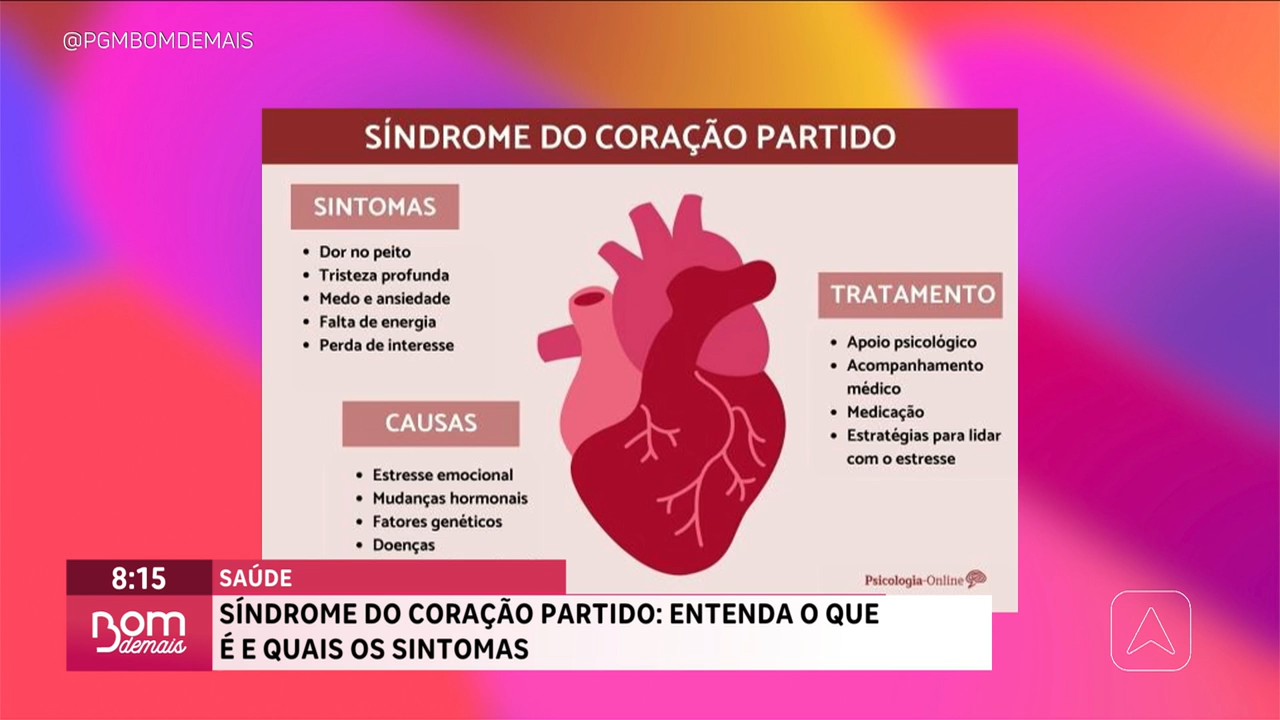 @PGMBOMDEMAIS
SÍNDROME DO CORAÇÃO PARTIDO
SINTOMAS
• Dor no peito
• Tristeza profunda
• Medo e ansiedade
• Falta de energia
• Perda de interesse
CAUSAS
• Estresse emocional
• Mudanças hormonais
• Fatores genéticos
• Doenças
TRATAMENTO
• Apoio psicológico
• Acompanhamento
médico
• Medicação
• Estratégias para lidar
com o estresse
Psicologia-Online
8:15
SAÚDE
Bom
demais
SÍNDROME DO CORAÇÃO PARTIDO: ENTENDA O QUE
É E QUAIS OS SINTOMAS